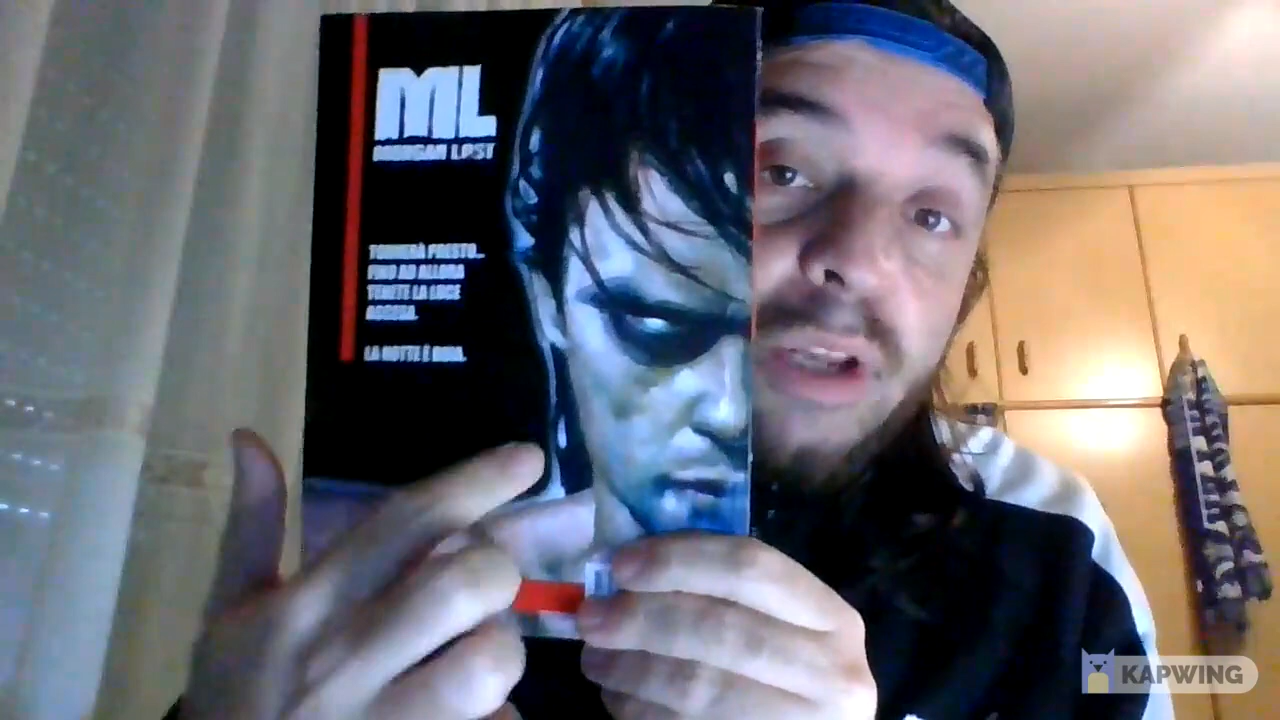 ML
MORGAN LOST
TORNERÀ PRESTO...
FINO AD ALLORA
TENETE LA LUCE
ACCESA.
LA NOTTE È BUIA.
KAPWING